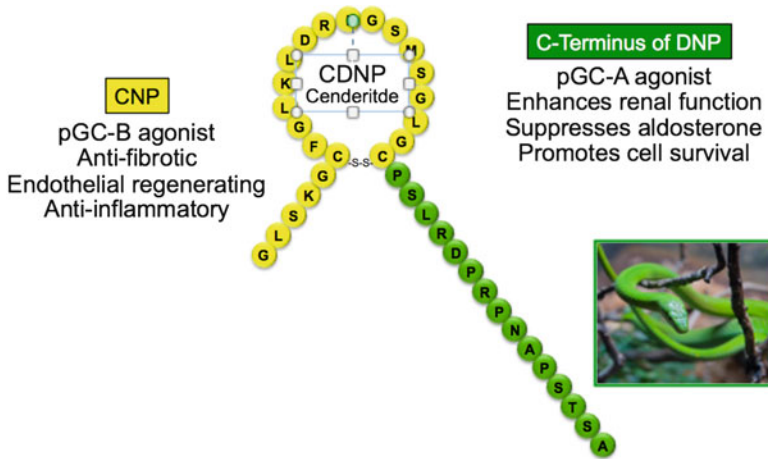 CNP
pGC-B agonist
Anti-fibrotic
Endothelial regenerating
Anti-inflammatory
CDNP
Cenderitde
C-Terminus of DNP
pGC-A agonist
Enhances renal function
Suppresses aldosterone
Promotes cell survival
G L S K G C F G L K L D R G S M S G L G C
-S-S-
P S L R D P R P N A P S T S A